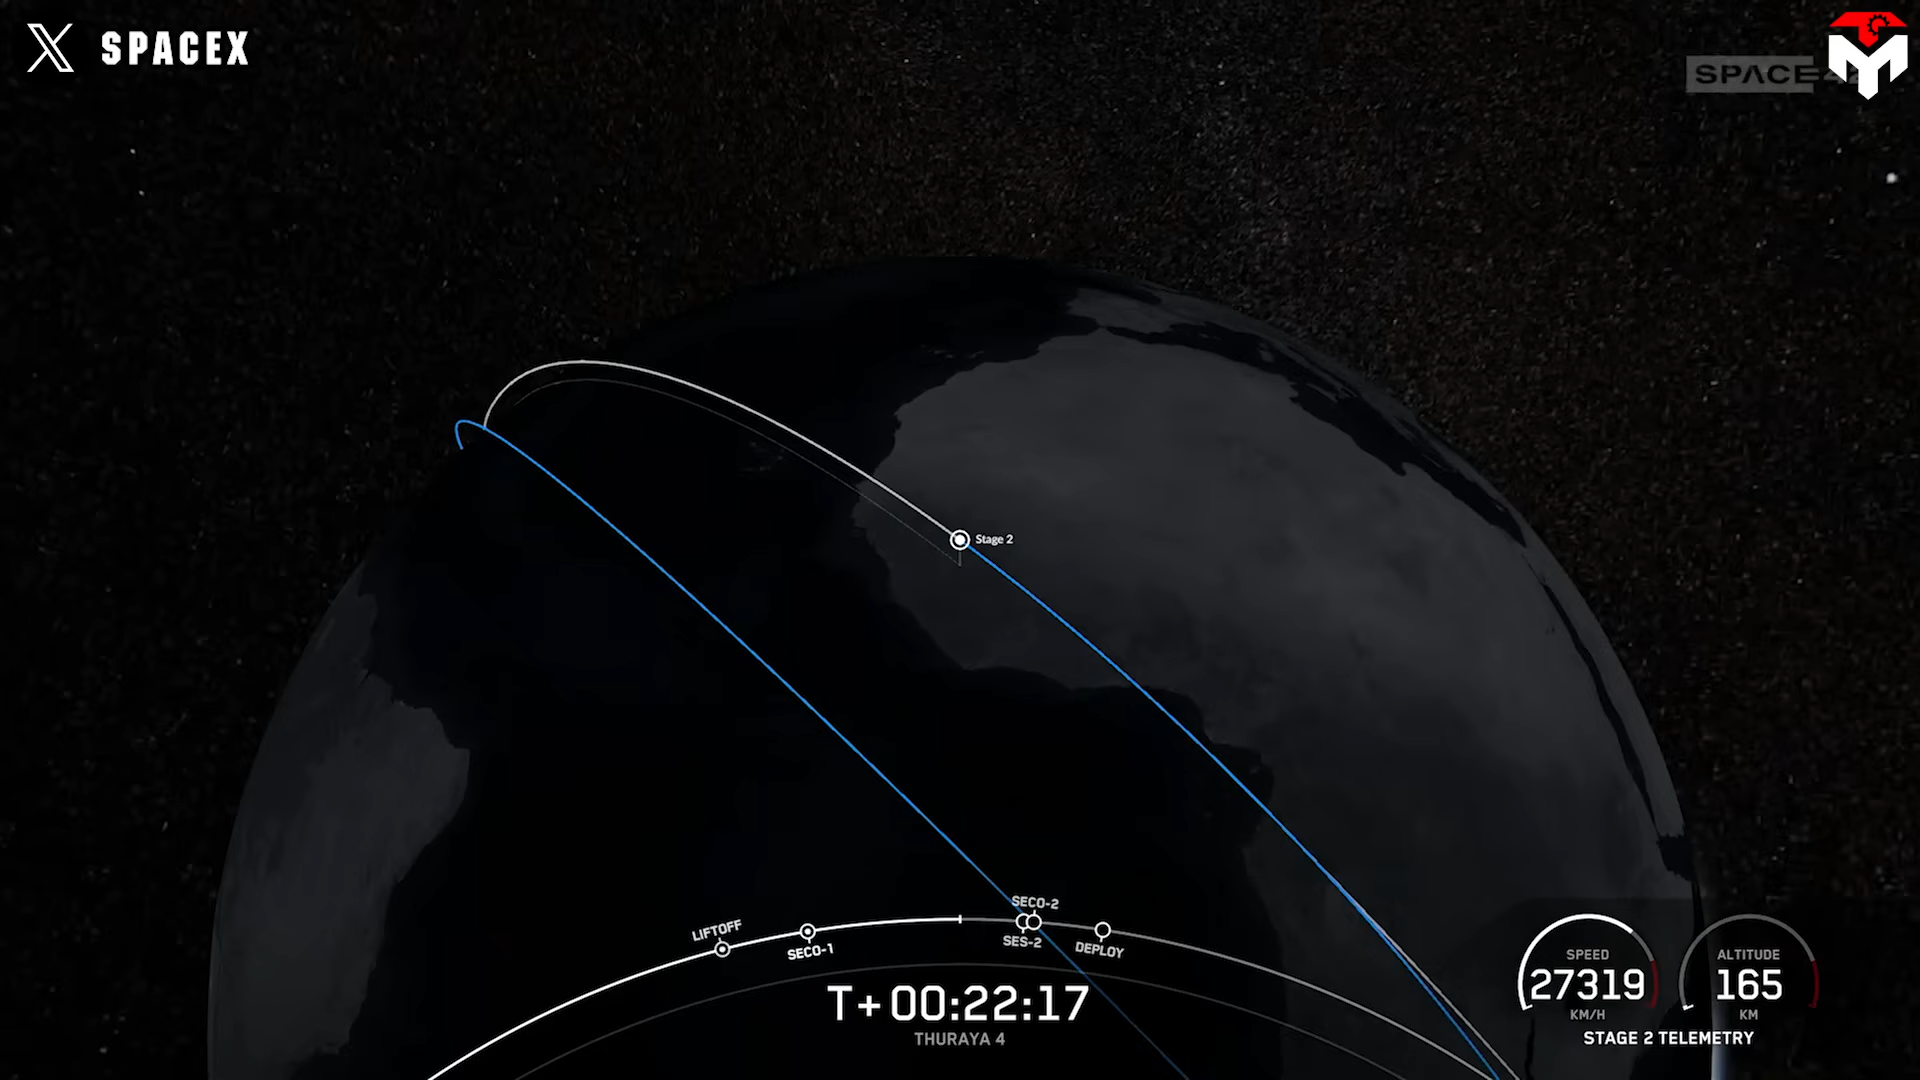 SPACEX
SPACE42
Stage 2
LIFTOFF
SECO-1
SECO-2
SES-2
DEPLOY
T+00:22:17
THURAYA 4
SPEED
27319
KM/H
ALTITUDE
165
KM
STAGE 2 TELEMETRY